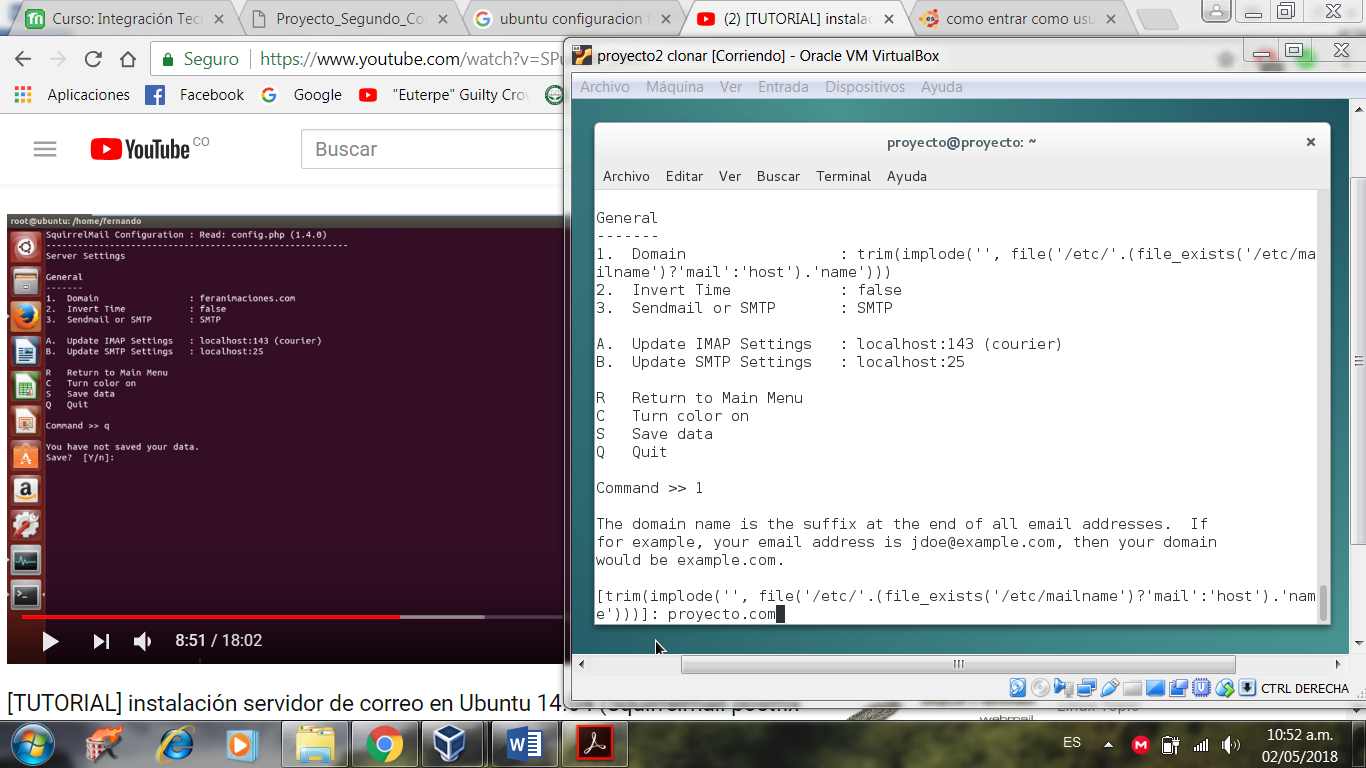 Curso: Integración Tec
Proyecto_Segundo_Co
ubuntu configuracion f
(2) [TUTORIAL] instalac
como entrar como usu
Seguro
https://www.youtube.com/watch?v=SPu
Aplicaciones
Facebook
Google
"Euterpe" Guilty Crow
YouTube CO
Buscar
root@ubuntu: /home/fernando
SquirrelMail Configuration : Read: config.php (1.4.0)
---------------------------------------------------------
Server Settings
General
-------
1. Domain : feranimaciones.com
2. Invert Time : false
3. Sendmail or SMTP : SMTP
A. Update IMAP Settings : localhost:143 (courier)
B. Update SMTP Settings : localhost:25
R Return to Main Menu
C Turn color on
S Save data
Q Quit
Command >> q
You have not saved your data.
Save? [Y/n]:
8:51 / 18:02
proyecto2 clonar [Corriendo] - Oracle VM VirtualBox
Archivo Máquina Ver Entrada Dispositivos Ayuda
proyecto@proyecto: ~
Archivo Editar Ver Buscar Terminal Ayuda
General
-------
1. Domain : trim(implode('', file('/etc/'.(file_exists('/etc/ma
ilname')?'mail':'host').'name')))
2. Invert Time : false
3. Sendmail or SMTP : SMTP
A. Update IMAP Settings : localhost:143 (courier)
B. Update SMTP Settings : localhost:25
R Return to Main Menu
C Turn color on
S Save data
Q Quit
Command >> 1
The domain name is the suffix at the end of all email addresses. If
for example, your email address is jdoe@example.com, then your domain
would be example.com.
[trim(implode('', file('/etc/'.(file_exists('/etc/mailname')?'mail':'host').'nam
e')))]: proyecto.com
CTRL DERECHA
[TUTORIAL] instalación servidor de correo en Ubuntu 14.04
webmail
ES
10:52 a.m.
02/05/2018